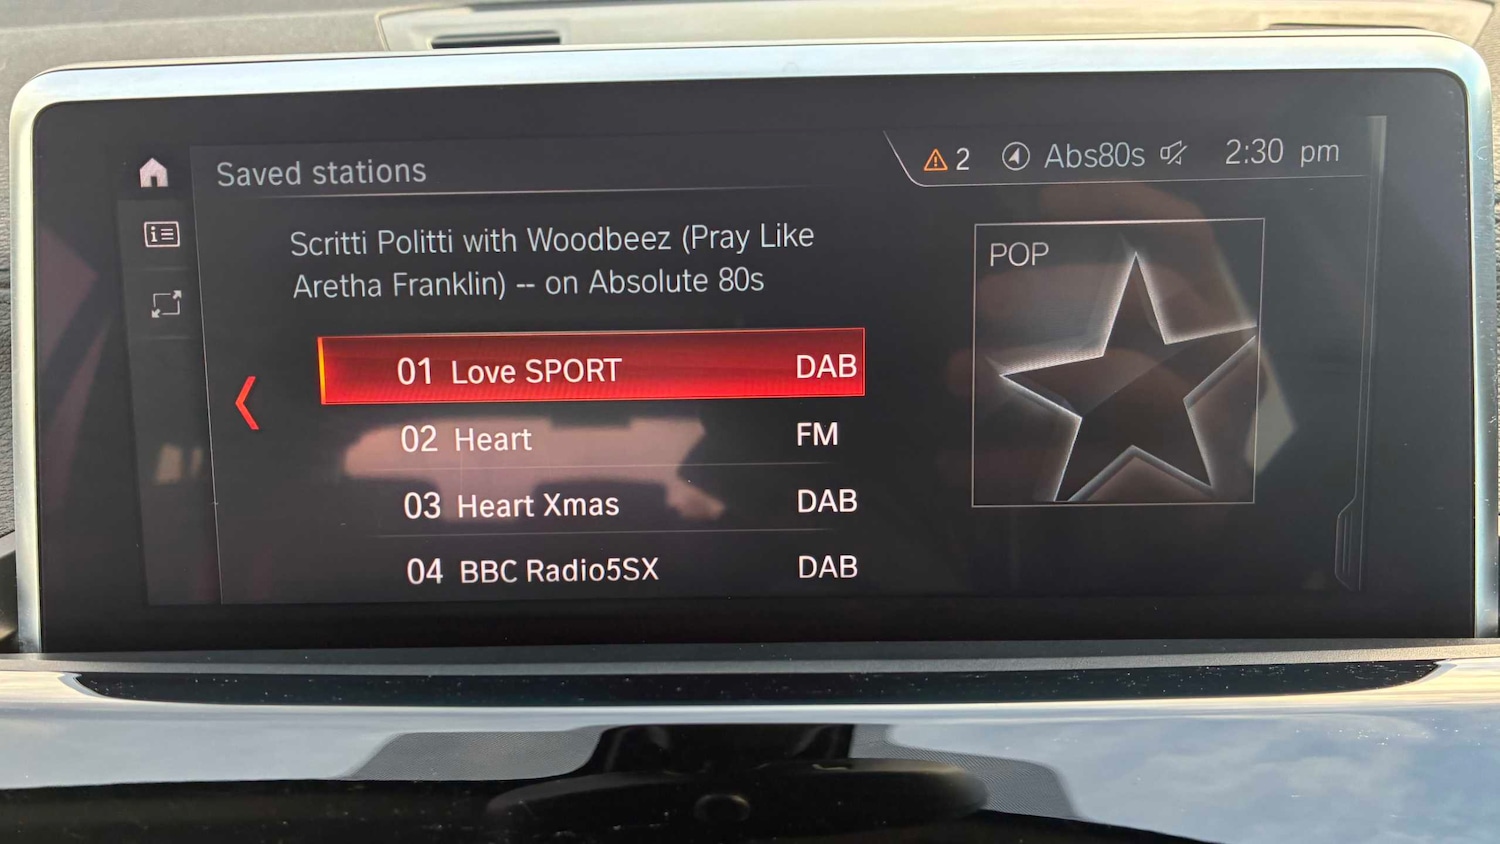 Saved stations
2 Abs80s 2:30 pm
Scritti Politti with Woodbeez (Pray Like
Aretha Franklin) -- on Absolute 80s
POP
01 Love SPORT DAB
02 Heart FM
03 Heart Xmas DAB
04 BBC Radio5SX DAB